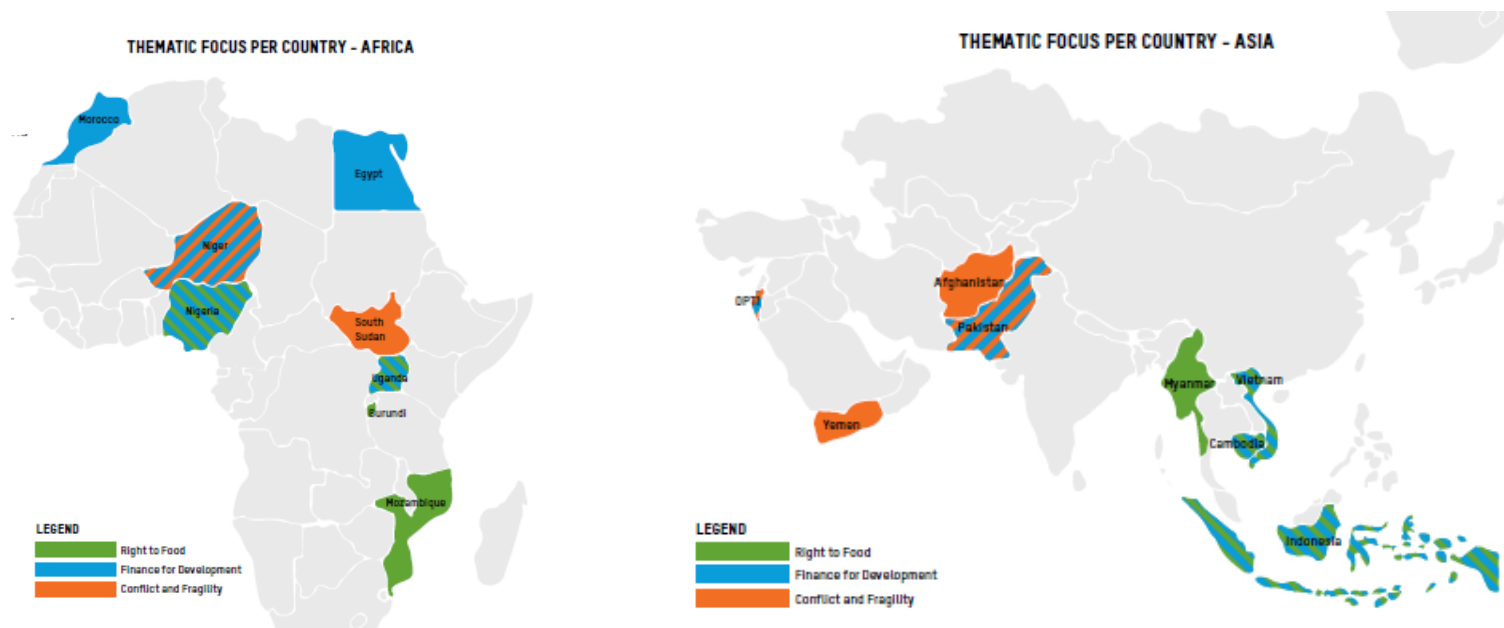 THEMATIC FOCUS PER COUNTRY - AFRICA
Morocco
Egypt
Niger
Nigeria
South
Sudan
Uganda
Burundi
Mozambique
LEGEND
Right to Food
Finance for Development
Conflict and Fragility
THEMATIC FOCUS PER COUNTRY - ASIA
Afghanistan
Pakistan
Yemen
Myanmar
Vietnam
Cambodia
Indonesia
LEGEND
Right to Food
Finance for Development
Conflict and Fragility